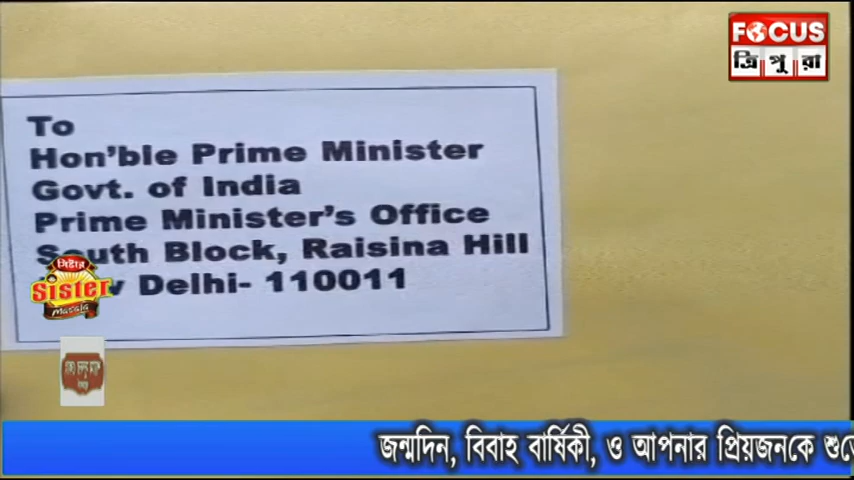 FOCUS
ত্রিপুরা
To
Hon'ble Prime Minister
Govt. of India
Prime Minister's Office
South Block, Raisina Hill
Delhi- 110011
সিষ্টার
Sister
masala
জন্মদিন, বিবাহ বার্ষিকী, ও আপনার প্রিয়জনকে